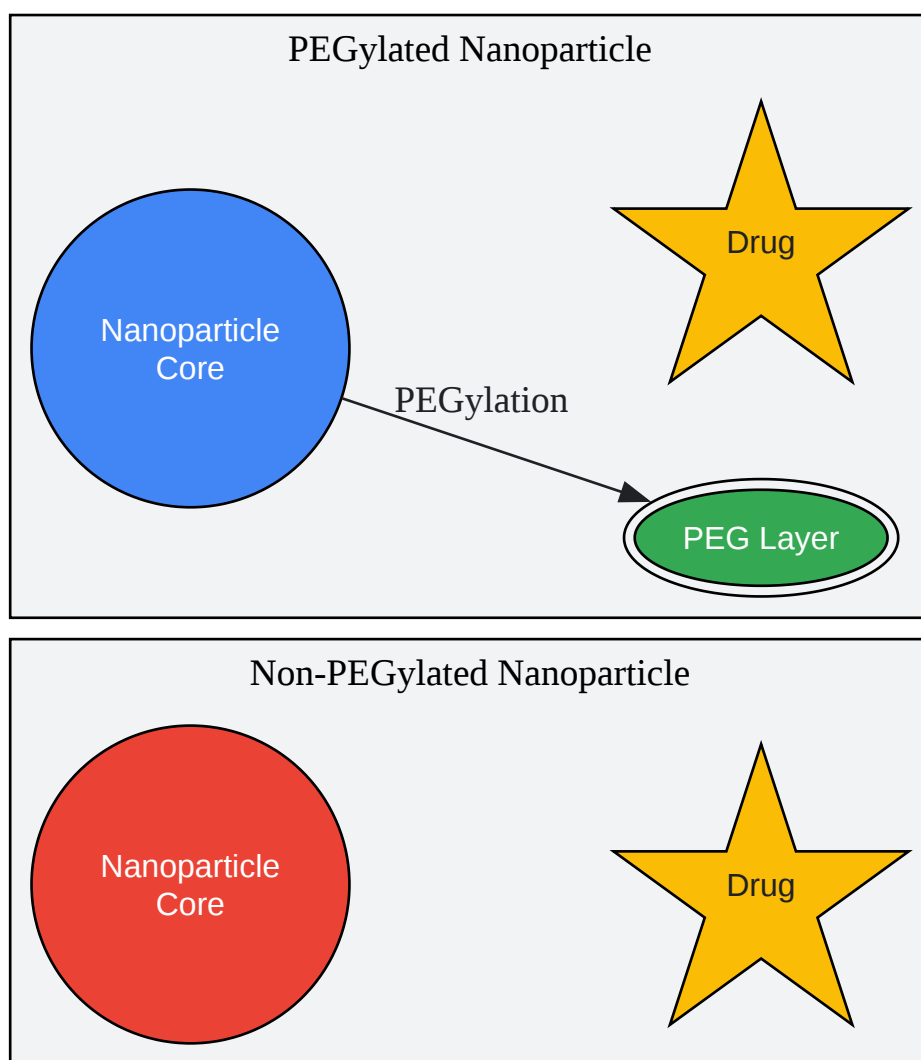 PEGylated Nanoparticle
Drug
Nanoparticle
Core
PEGylation
PEG Layer
Non-PEGylated Nanoparticle
Nanoparticle
Core
Drug